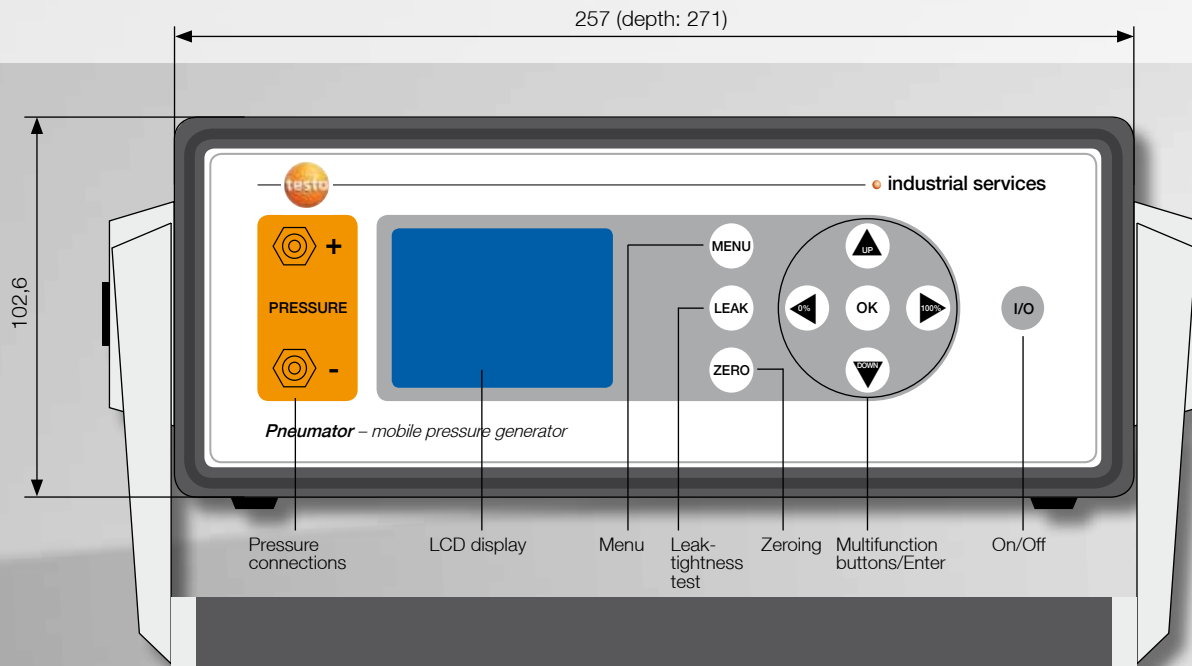 257 (depth: 271)
102,6
testo
industrial services
+
PRESSURE
-
MENU
LEAK
ZERO
UP
0%
OK
100%
DOWN
I/O
Pneumator – mobile pressure generator
Pressure
connections
LCD display
Menu
Leak-
tightness
test
Zeroing
Multifunction
buttons/Enter
On/Off